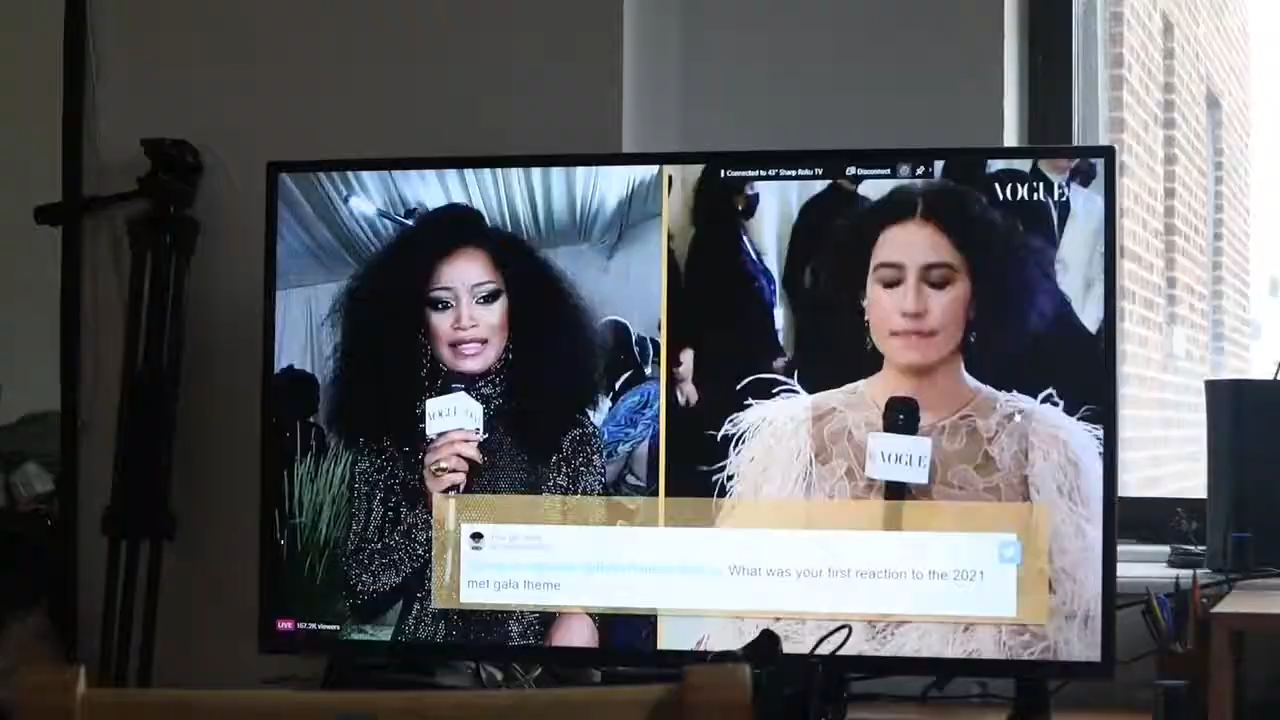 Connected to 43" Sharp Roku TV
Disconnect
VOGUE
VOGUE
VOGUE
What was your first reaction to the 2021
met gala theme
LIVE 167.2K viewers